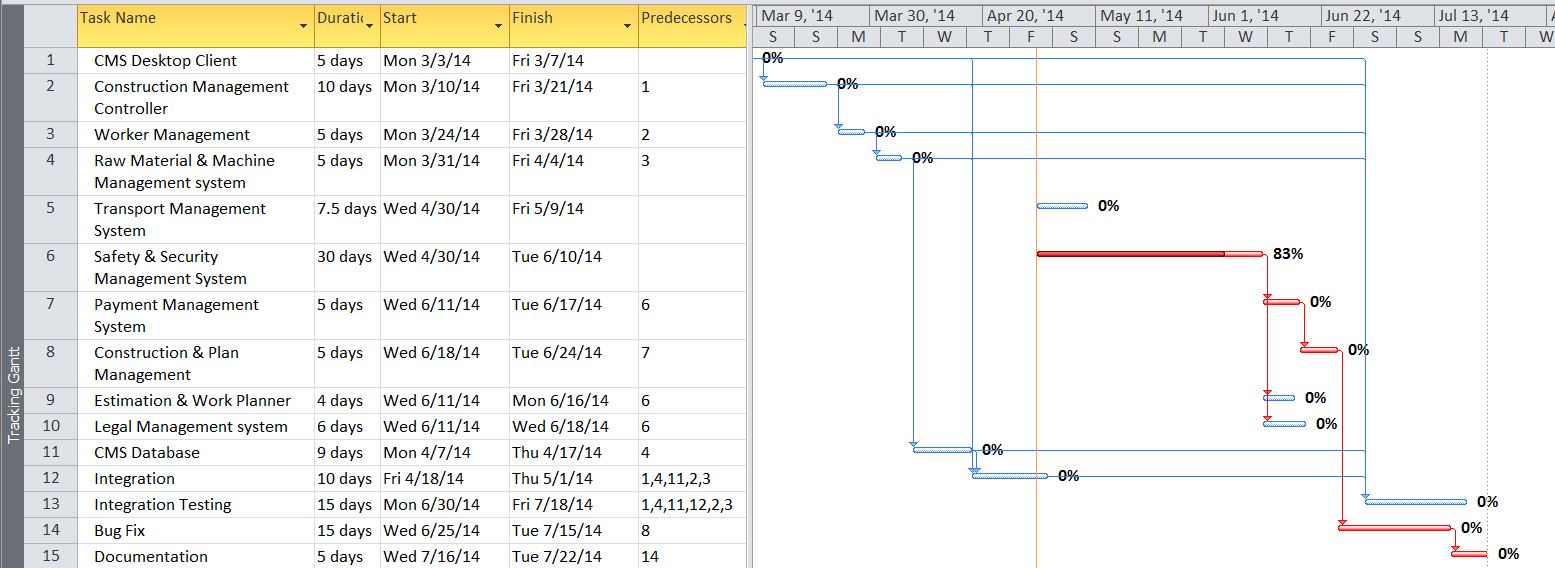 Task Name Duratic Start Finish Predecessors
Mar 9, '14 Mar 30, '14 Apr 20, '14 May 11, '14 Jun 1, '14 Jun 22, '14 Jul 13, '14 A
S S M T W T F S S M T W T F S S M T W
1 CMS Desktop Client 5 days Mon 3/3/14 Fri 3/7/14 0%
2 Construction Management 10 days Mon 3/10/14 Fri 3/21/14 1 0%
Controller
3 Worker Management 5 days Mon 3/24/14 Fri 3/28/14 2 0%
4 Raw Material & Machine 5 days Mon 3/31/14 Fri 4/4/14 3 0%
Management system
5 Transport Management 7.5 days Wed 4/30/14 Fri 5/9/14 0%
System
6 Safety & Security 30 days Wed 4/30/14 Tue 6/10/14 83%
Management System
7 Payment Management 5 days Wed 6/11/14 Tue 6/17/14 6 0%
System
8 Construction & Plan 5 days Wed 6/18/14 Tue 6/24/14 7 0%
Management
9 Estimation & Work Planner 4 days Wed 6/11/14 Mon 6/16/14 6 0%
10 Legal Management system 6 days Wed 6/11/14 Wed 6/18/14 6 0%
11 CMS Database 9 days Mon 4/7/14 Thu 4/17/14 4 0%
12 Integration 10 days Fri 4/18/14 Thu 5/1/14 1,4,11,2,3 0%
13 Integration Testing 15 days Mon 6/30/14 Fri 7/18/14 1,4,11,12,2,3 0%
14 Bug Fix 15 days Wed 6/25/14 Tue 7/15/14 8 0%
15 Documentation 5 days Wed 7/16/14 Tue 7/22/14 14 0%
Tracking Gantt